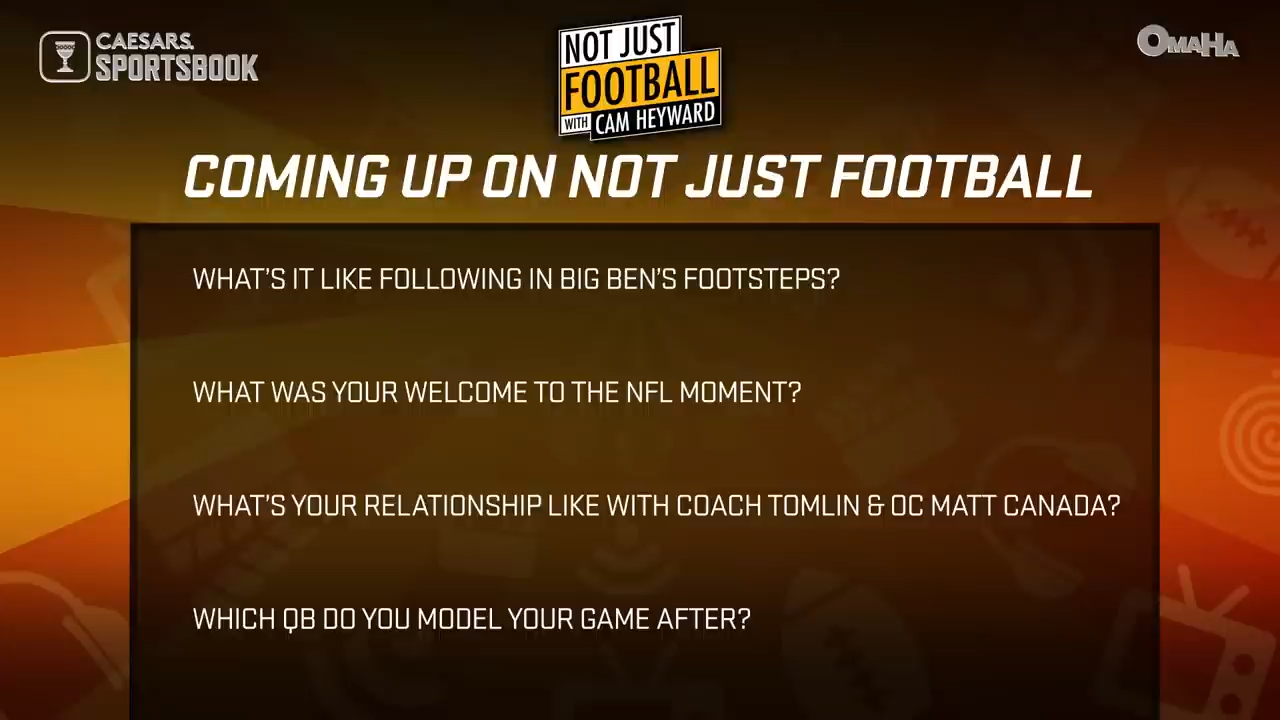 CAESARS
SPORTSBOOK
NOT JUST
FOOTBALL
WITH CAM HEYWARD
OMAHA
COMING UP ON NOT JUST FOOTBALL
WHAT'S IT LIKE FOLLOWING IN BIG BEN'S FOOTSTEPS?
WHAT WAS YOUR WELCOME TO THE NFL MOMENT?
WHAT'S YOUR RELATIONSHIP LIKE WITH COACH TOMLIN & OC MATT CANADA?
WHICH QB DO YOU MODEL YOUR GAME AFTER?